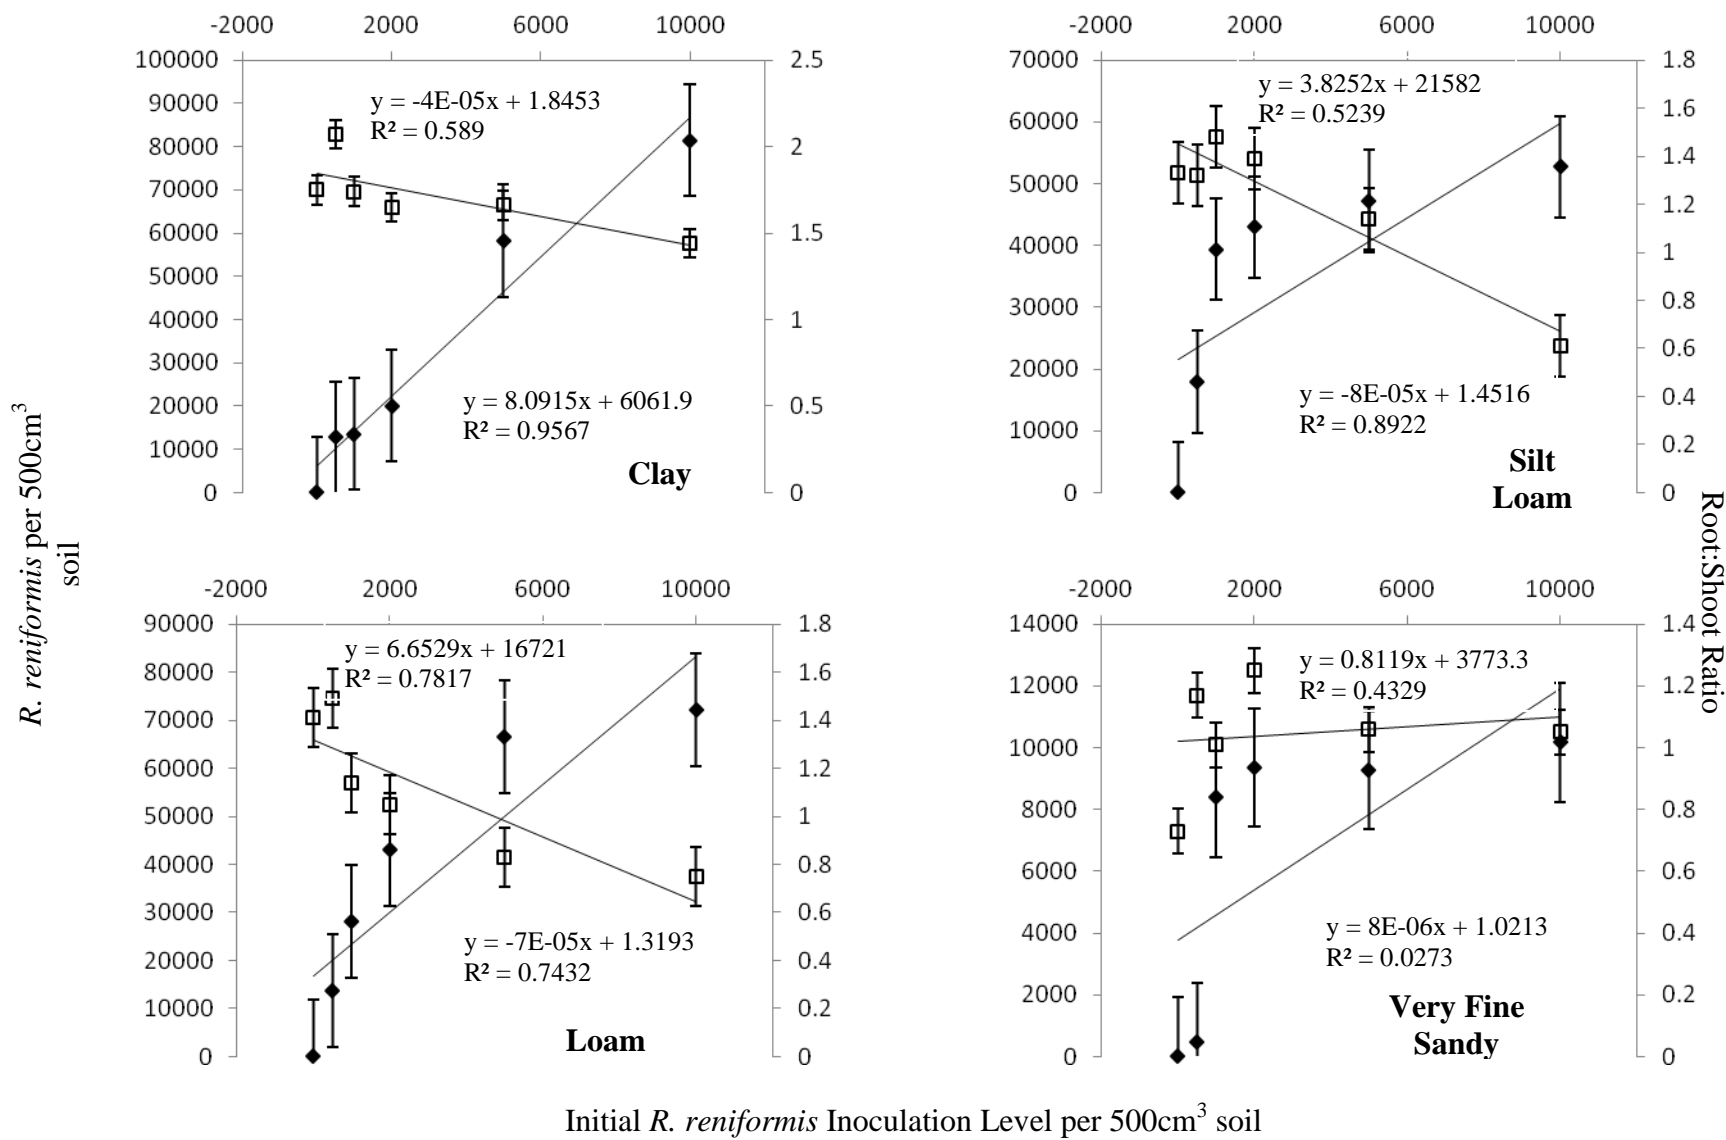 -2000 2000 6000 10000
100000 2.5
90000
80000 2
70000
60000 1.5
50000
40000 1
30000
20000 0.5
10000
0 0
y = -4E-05x + 1.8453
R² = 0.589
y = 8.0915x + 6061.9
R² = 0.9567
Clay
-2000 2000 6000 10000
70000 1.8
60000 1.6
50000 1.4
40000 1.2
30000 1
20000 0.8
10000 0.6
0 0.4
0.2
0
y = 3.8252x + 21582
R² = 0.5239
y = -8E-05x + 1.4516
R² = 0.8922
Silt
Loam
-2000 2000 6000 10000
90000 1.8
80000 1.6
70000 1.4
60000 1.2
50000 1
40000 0.8
30000 0.6
20000 0.4
10000 0.2
0 0
y = 6.6529x + 16721
R² = 0.7817
y = -7E-05x + 1.3193
R² = 0.7432
Loam
-2000 2000 6000 10000
14000 1.4
12000 1.2
10000 1
8000 0.8
6000 0.6
4000 0.4
2000 0.2
0 0
y = 0.8119x + 3773.3
R² = 0.4329
y = 8E-06x + 1.0213
R² = 0.0273
Very Fine
Sandy
R. reniformis per 500cm³
soil
Root:Shoot Ratio
Initial R. reniformis Inoculation Level per 500cm³ soil